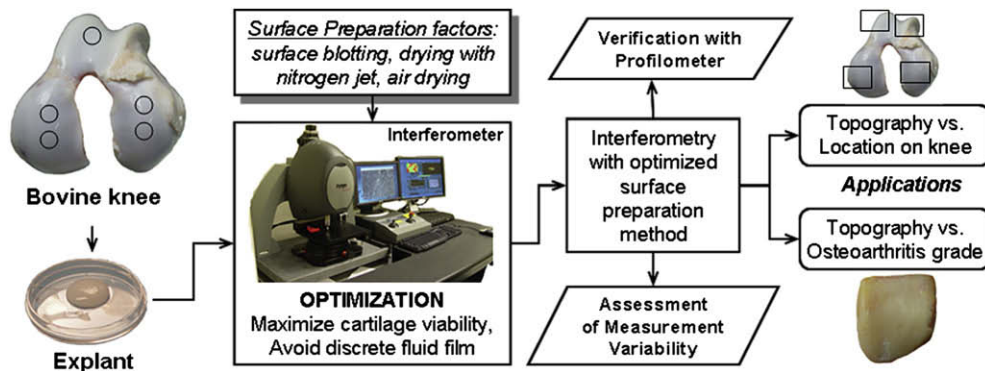 Bovine knee
Explant
Surface Preparation factors:
surface blotting, drying with
nitrogen jet, air drying
Interferometer
OPTIMIZATION
Maximize cartilage viability,
Avoid discrete fluid film
Verification with
Profilometer
Interferometry
with optimized
surface
preparation
method
Assessment
of Measurement
Variability
Topography vs.
Location on knee
Applications
Topography vs.
Osteoarthritis grade